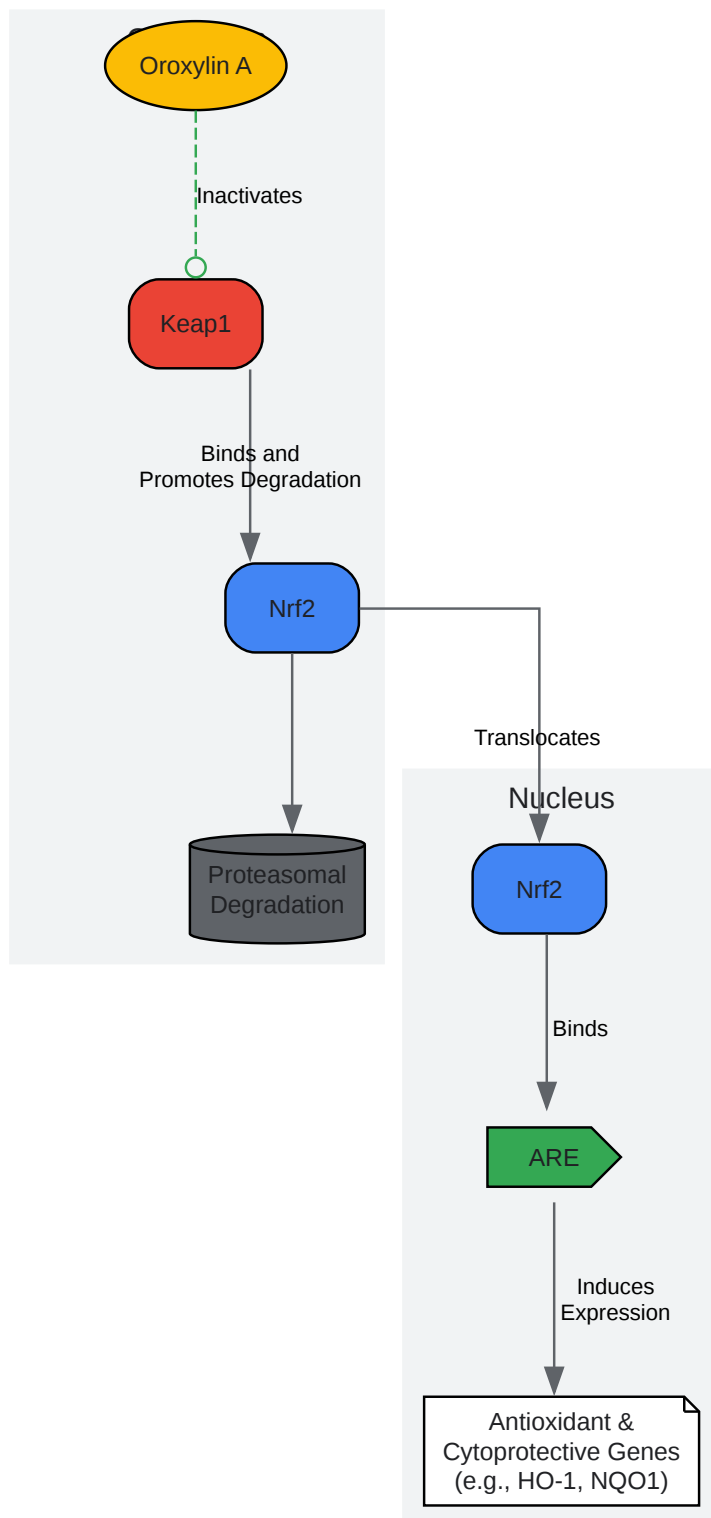 Oroxylin A
Inactivates
Keap1
Binds and
Promotes Degradation
Nrf2
Translocates
Nucleus
Proteasomal
Degradation
Nrf2
Binds
ARE
Induces
Expression
Antioxidant &
Cytoprotective Genes
(e.g., HO-1, NQO1)